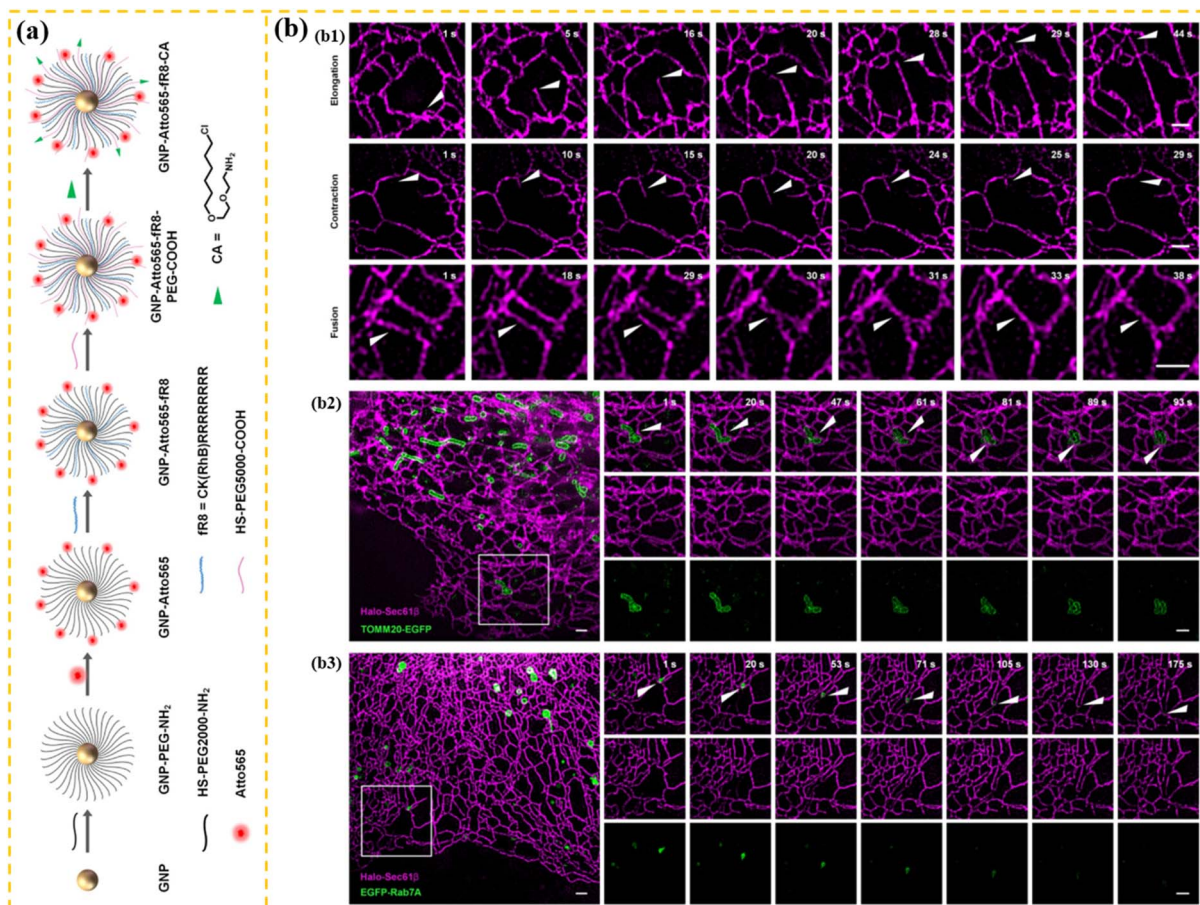 (a)
GNP
GNP-PEG-NH2
GNP-Atto565
GNP-Atto565-fR8
GNP-Atto565-fR8-
PEG-COOH
GNP-Atto565-fR8-CA
HS-PEG2000-NH2
Atto565
fR8 = CK(RhB)RRRRRRRR
HS-PEG5000-COOH
CA =
O
O
NH2
Cl
(b)
(b1)
Elongation
1 s
5 s
16 s
20 s
28 s
29 s
44 s
Contraction
1 s
10 s
15 s
20 s
24 s
25 s
29 s
Fusion
1 s
18 s
29 s
30 s
31 s
33 s
38 s
(b2)
Halo-Sec61β
TOMM20-EGFP
1 s
20 s
47 s
61 s
81 s
89 s
93 s
(b3)
Halo-Sec61β
EGFP-Rab7A
1 s
20 s
53 s
71 s
105 s
130 s
175 s